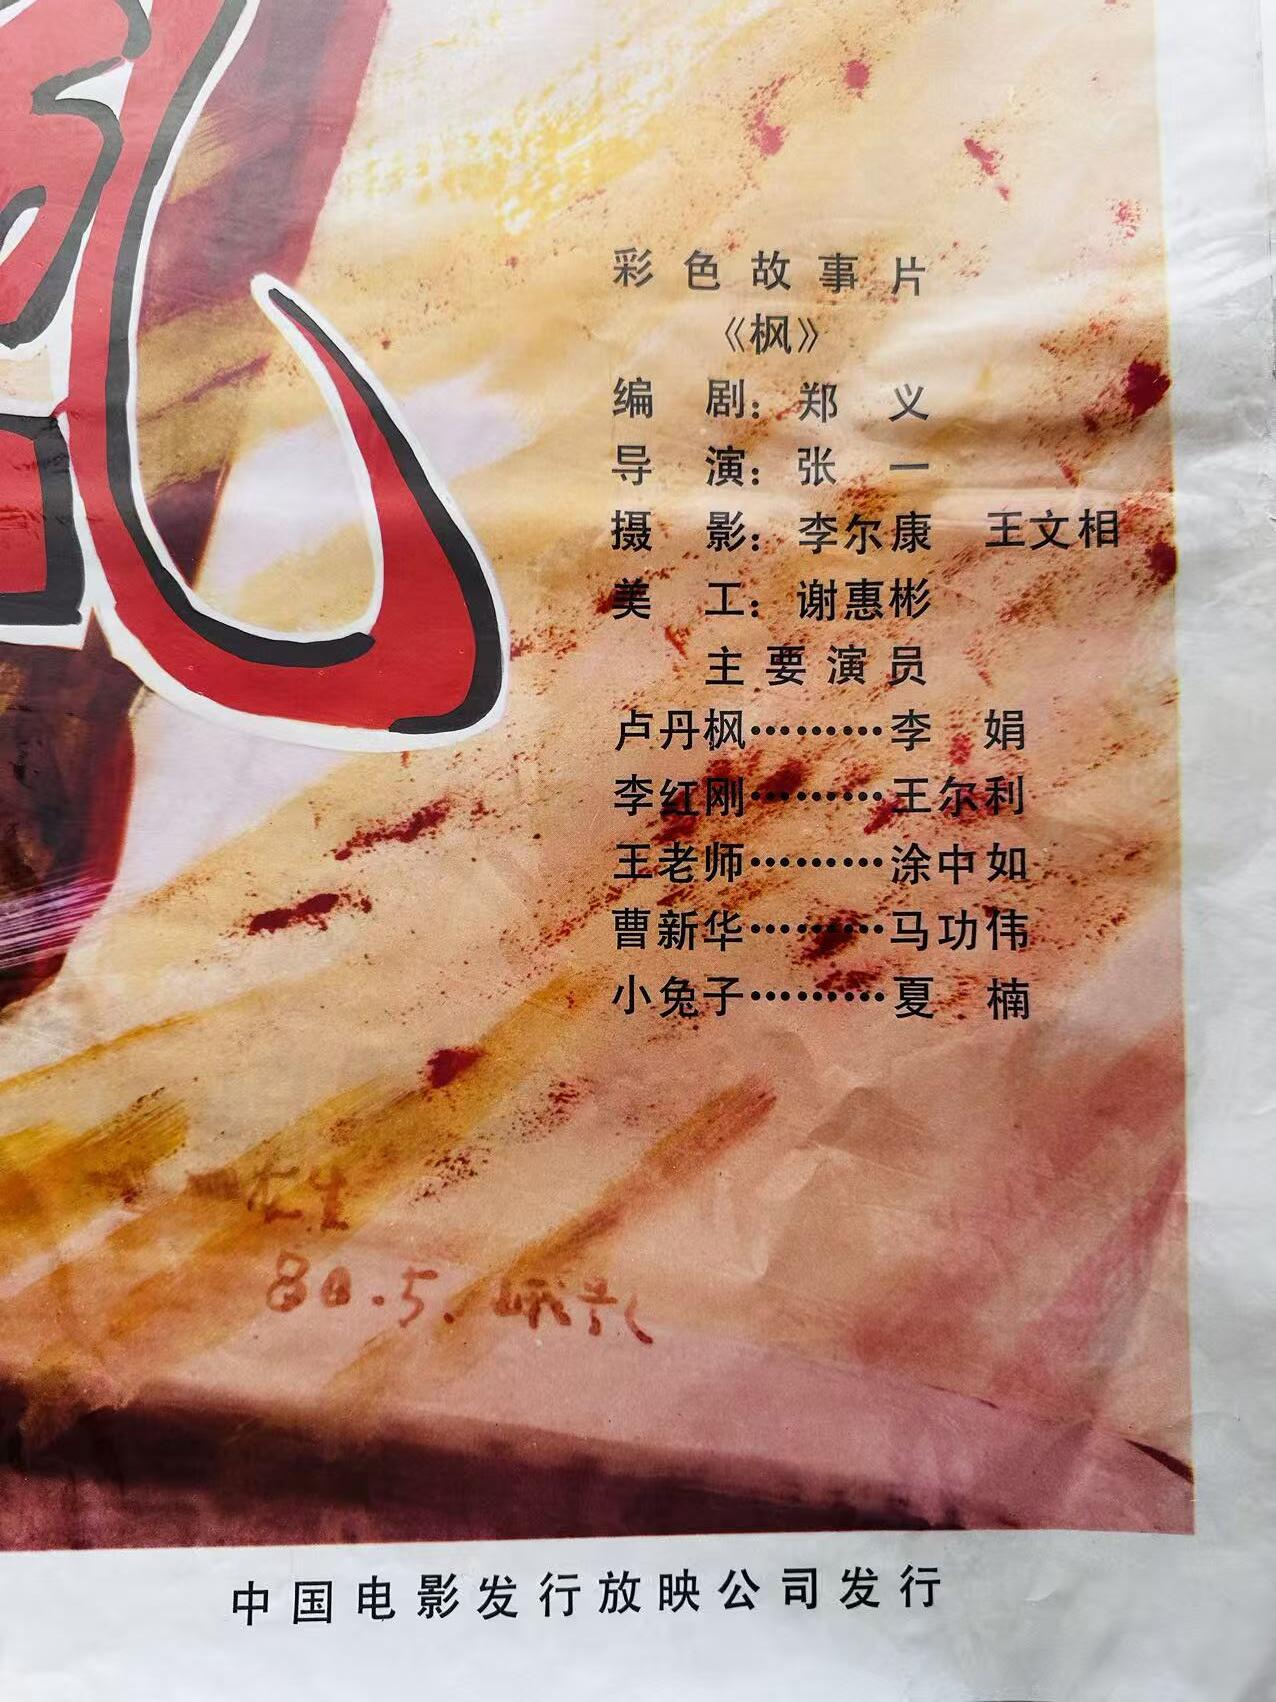 彩色故事片
《枫》
编 剧：郑 义
导 演：张 一
摄 影：李尔康 王文相
美 工：谢惠彬
主要演员
卢丹枫………李 娟
李红刚………王尔利
王老师………涂中如
曹新华………马功伟
小兔子………夏 楠
80.5.
中国电影发行放映公司发行